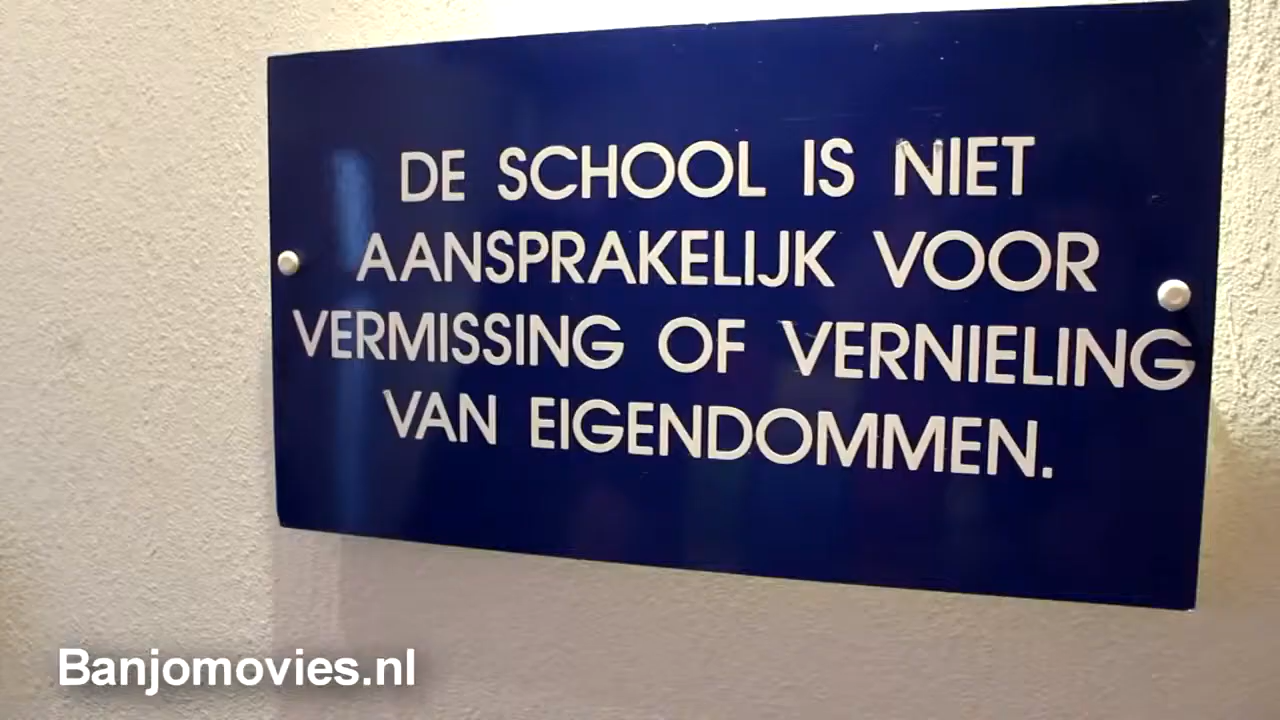 DE SCHOOL IS NIET
AANSPRAKELIJK VOOR
VERMISSING OF VERNIELING
VAN EIGENDOMMEN.
Banjomovies.nl